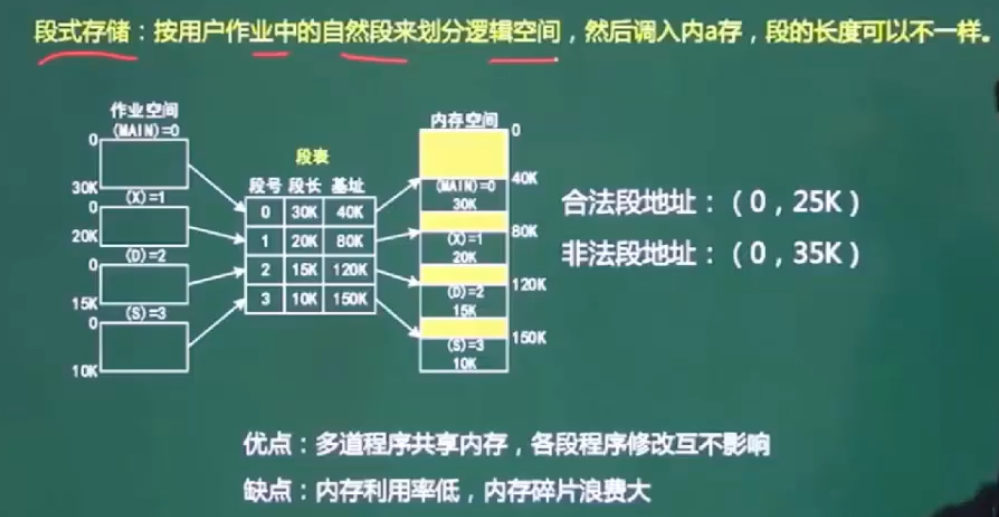 段式存储：按用户作业中的自然段来划分逻辑空间，然后调入内a存，段的长度可以不一样。
作业空间
(MAIN)=0
0
30K
(X)=1
0
20K
(D)=2
0
15K
(S)=3
0
10K
段表
段号 段长 基址
0 30K 40K
1 20K 80K
2 15K 120K
3 10K 150K
内存空间
0
40K
(MAIN)=0
30K
80K
(X)=1
20K
120K
(D)=2
15K
150K
(S)=3
10K
合法段地址：（0，25K）
非法段地址：（0，35K）
优点：多道程序共享内存，各段程序修改互不影响
缺点：内存利用率低，内存碎片浪费大